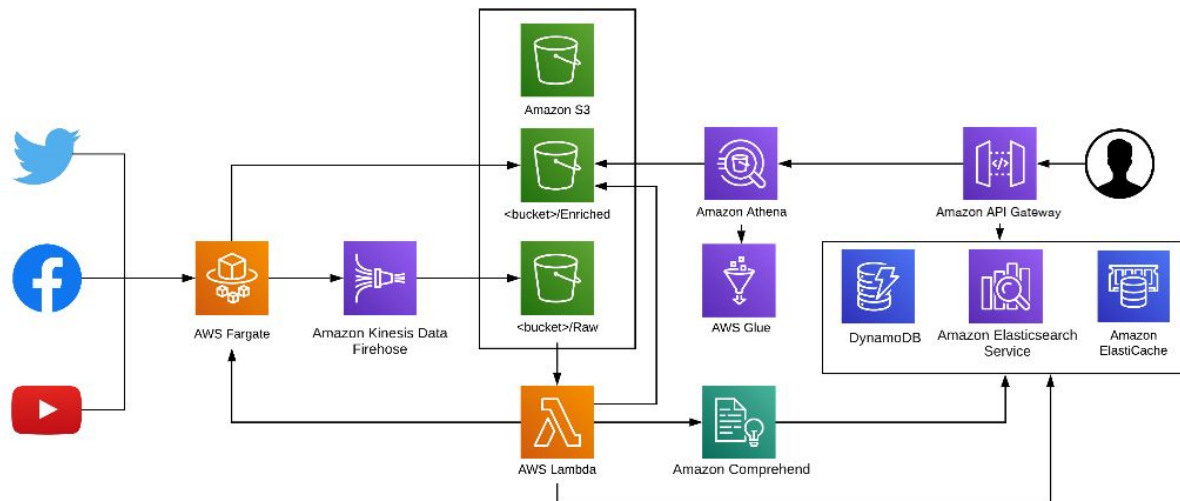 Amazon S3
<bucket>/Enriched
Amazon Athena
Amazon API Gateway
AWS Fargate
Amazon Kinesis Data
Firehose
<bucket>/Raw
AWS Glue
DynamoDB
Amazon Elasticsearch
Service
Amazon
ElastiCache
AWS Lambda
Amazon Comprehend